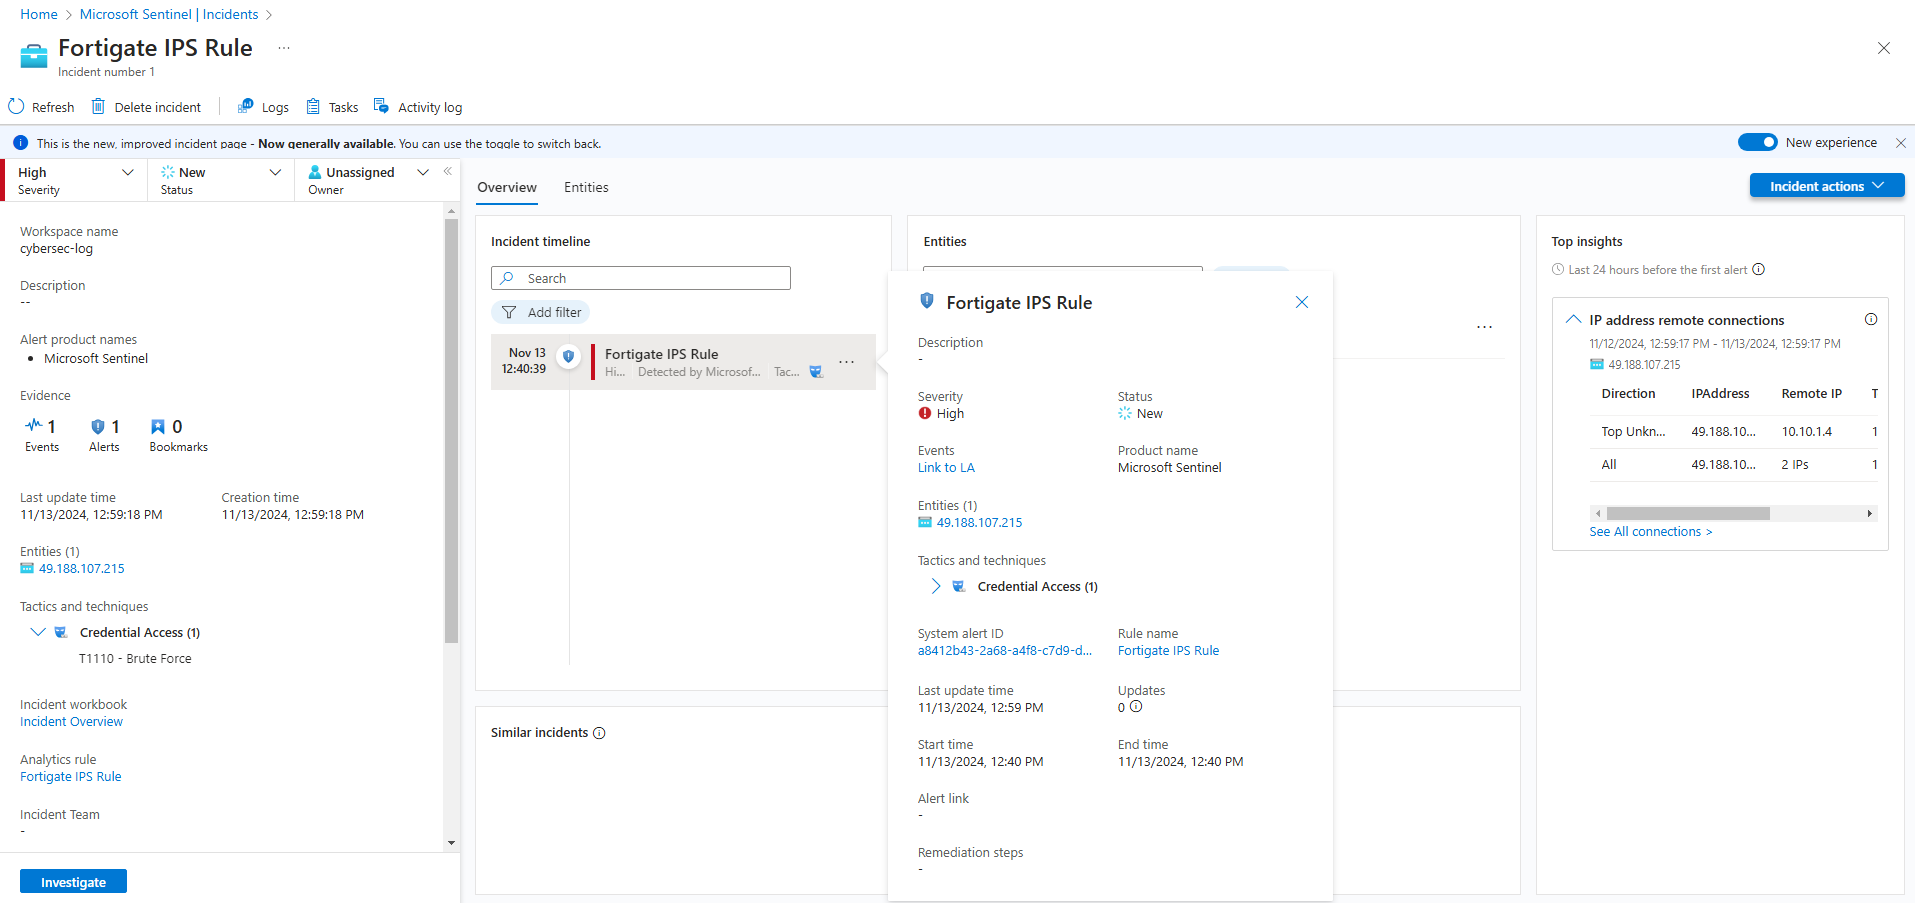 Home > Microsoft Sentinel | Incidents >
Fortigate IPS Rule ...
Incident number 1
Refresh Delete incident Logs Tasks Activity log
This is the new, improved incident page - Now generally available. You can use the toggle to switch back.
New experience
High
Severity
New
Status
Unassigned
Owner
Workspace name
cybersec-log
Description
--
Alert product names
• Microsoft Sentinel
Evidence
1
Events
1
Alerts
0
Bookmarks
Last update time
11/13/2024, 12:59:18 PM
Creation time
11/13/2024, 12:59:18 PM
Entities (1)
49.188.107.215
Tactics and techniques
Credential Access (1)
T1110 - Brute Force
Incident workbook
Incident Overview
Analytics rule
Fortigate IPS Rule
Incident Team
-
Investigate
Overview Entities
Incident actions
Incident timeline
Search
Add filter
Nov 13
12:40:39
Fortigate IPS Rule
Hi... Detected by Microsof... Tac...
...
Similar incidents
Entities
...
Fortigate IPS Rule
Description
-
Severity
High
Status
New
Events
Link to LA
Product name
Microsoft Sentinel
Entities (1)
49.188.107.215
Tactics and techniques
Credential Access (1)
System alert ID
a8412b43-2a68-a4f8-c7d9-d...
Rule name
Fortigate IPS Rule
Last update time
11/13/2024, 12:59 PM
Updates
0
Start time
11/13/2024, 12:40 PM
End time
11/13/2024, 12:40 PM
Alert link
-
Remediation steps
-
Top insights
Last 24 hours before the first alert
IP address remote connections
11/12/2024, 12:59:17 PM - 11/13/2024, 12:59:17 PM
49.188.107.215
Direction IPAddress Remote IP T
Top Unkn... 49.188.10... 10.10.1.4 1
All 49.188.10... 2 IPs 1
See All connections >